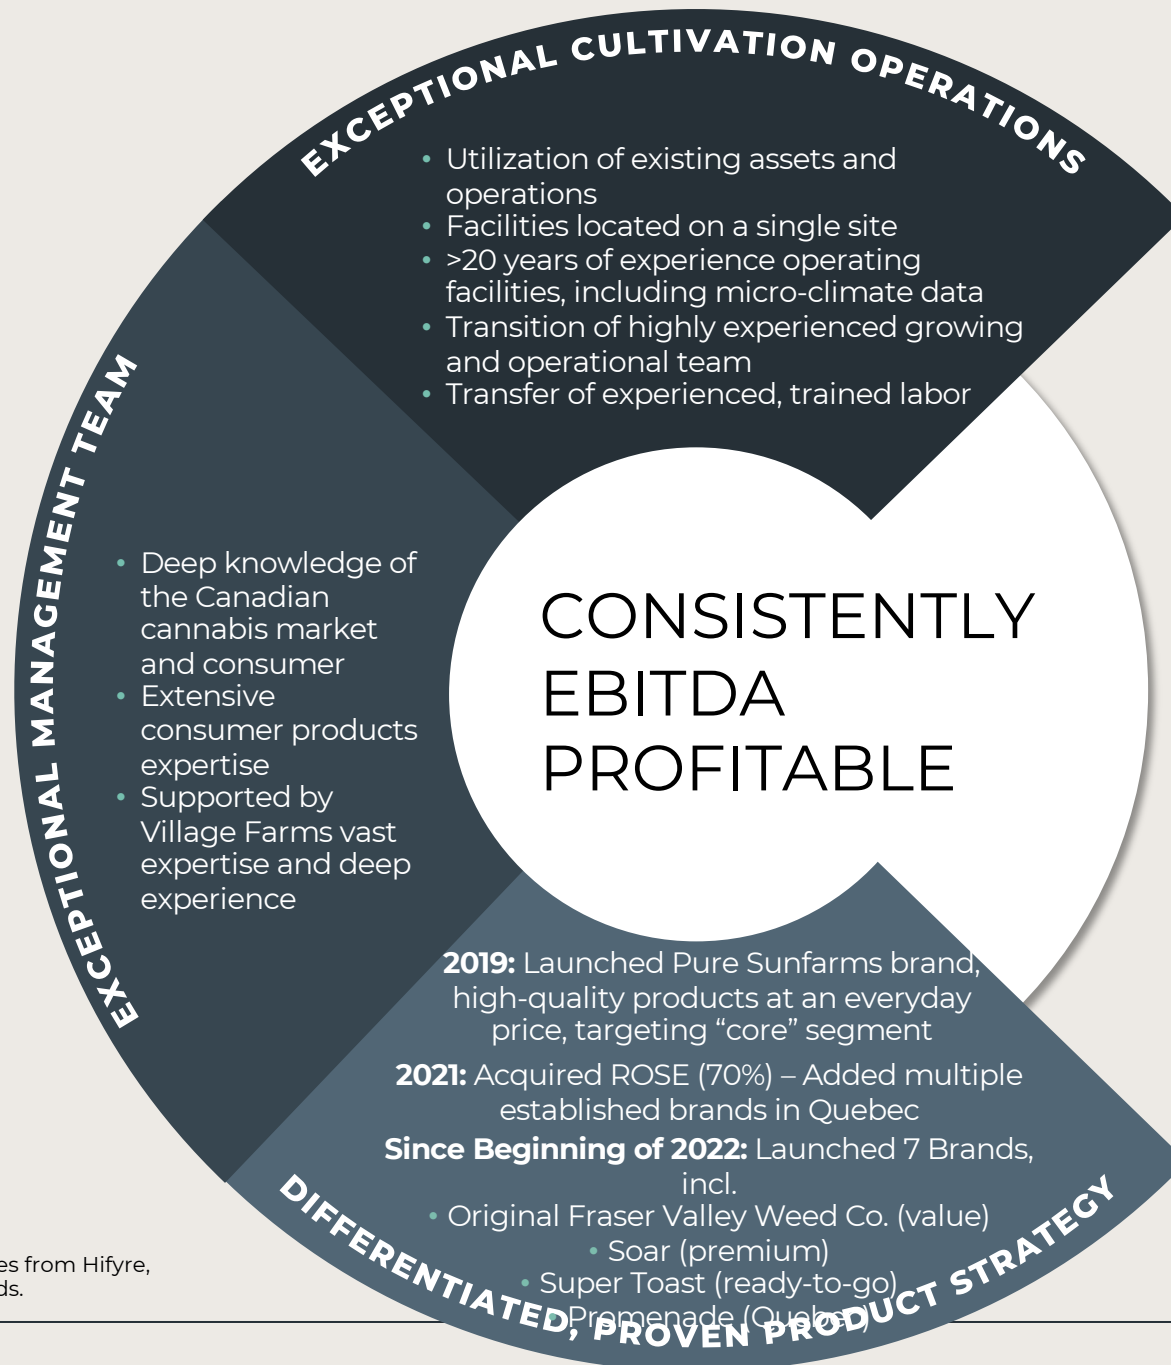 EXCEPTIONAL CULTIVATION OPERATIONS
• Utilization of existing assets and
operations
• Facilities located on a single site
• >20 years of experience operating
facilities, including micro-climate data
• Transition of highly experienced growing
and operational team
• Transfer of experienced, trained labor
EXCEPTIONAL MANAGEMENT TEAM
• Deep knowledge of
the Canadian
cannabis market
and consumer
• Extensive
consumer products
expertise
• Supported by
Village Farms vast
expertise and deep
experience
CONSISTENTLY
EBITDA
PROFITABLE
2019: Launched Pure Sunfarms brand,
high-quality products at an everyday
price, targeting “core” segment
2021: Acquired ROSE (70%) – Added multiple
established brands in Quebec
Since Beginning of 2022: Launched 7 Brands,
incl.
• Original Fraser Valley Weed Co. (value)
• Soar (premium)
• Super Toast (ready-to-go)
• Promenade (Quebec)
DIFFERENTIATED, PROVEN PRODUCT STRATEGY
es from Hifyre,
ds.